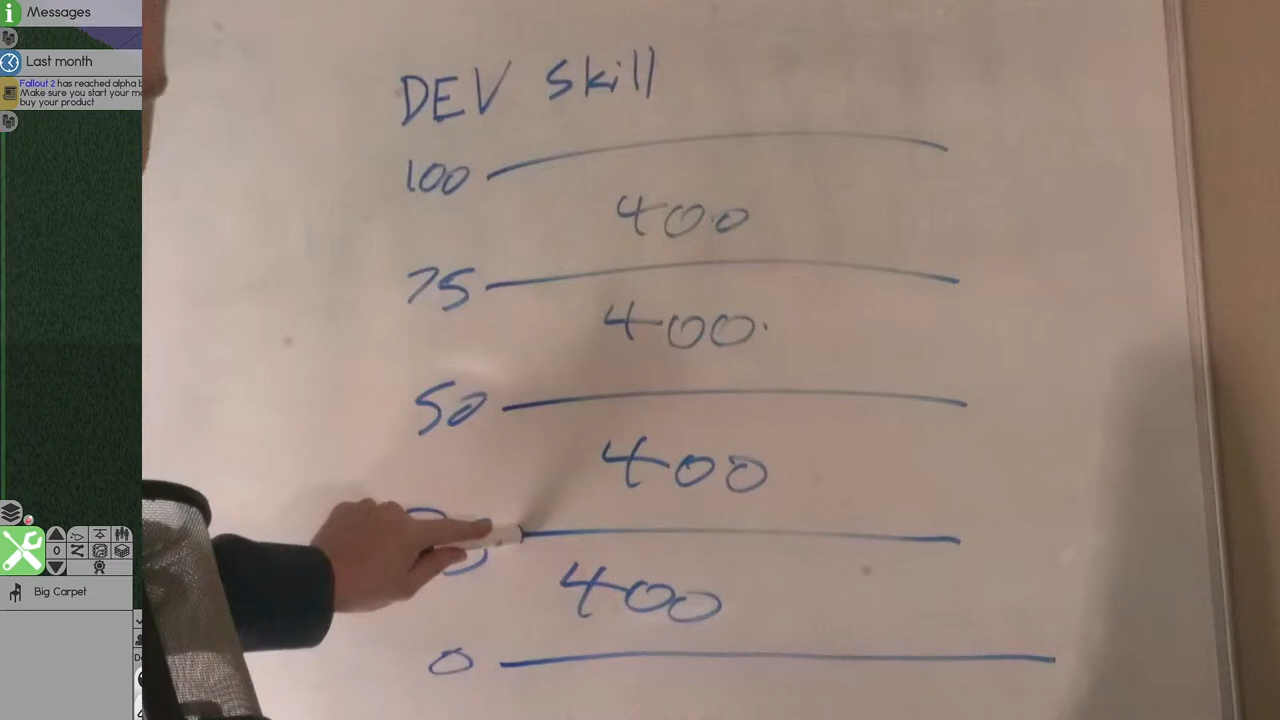 Messages
Last month
Fallout 2 has reached alpha
Make sure you start your
buy your product
DEV Skill
100
400
75
400
50
400
400
0
0
Big Carpet